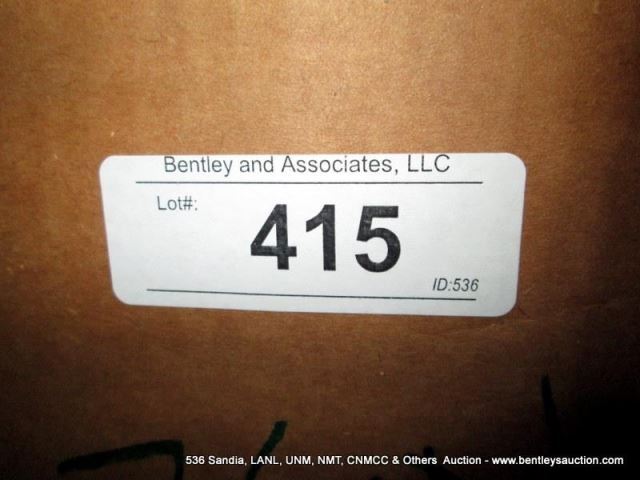 Bentley and Associates, LLC
Lot#:
415
ID:536
536 Sandia, LANL, UNM, NMT, CNMCC & Others Auction - www.bentleysauction.com